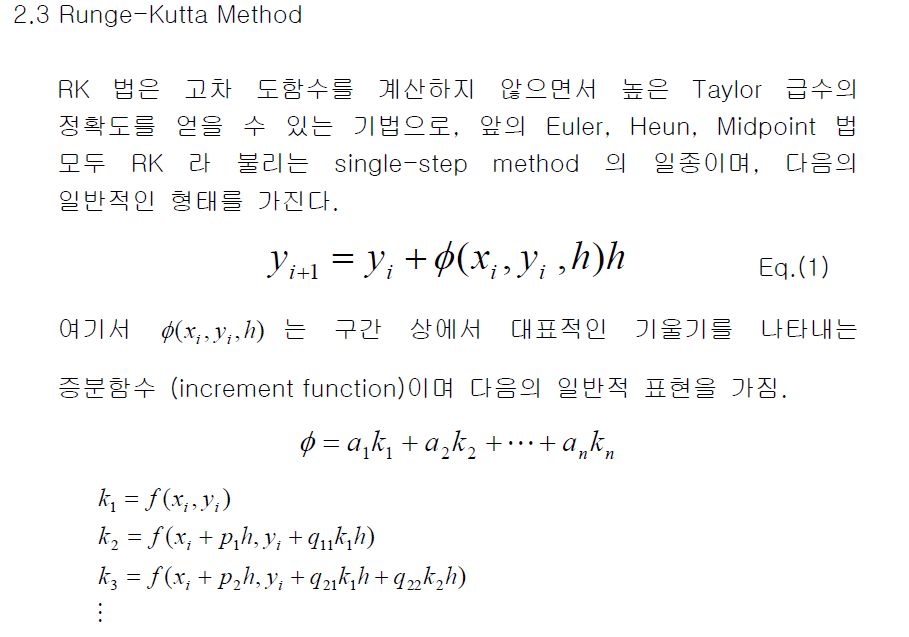 2.3 Runge-Kutta Method
RK 법은 고차 도함수를 계산하지 않으면서 높은 Taylor 급수의
정확도를 얻을 수 있는 기법으로, 앞의 Euler, Heun, Midpoint 법
모두 RK 라 불리는 single-step method 의 일종이며, 다음의
일반적인 형태를 가진다.
y_{i+1} = y_i + ϕ(x_i, y_i, h)h Eq.(1)
여기서 ϕ(x_i, y_i, h) 는 구간 상에서 대표적인 기울기를 나타내는
증분함수 (increment function)이며 다음의 일반적 표현을 가짐.
ϕ = a_1k_1 + a_2k_2 + ⋯ + a_nk_n
k_1 = f(x_i, y_i)
k_2 = f(x_i + p_1h, y_i + q_{11}k_1h)
k_3 = f(x_i + p_2h, y_i + q_{21}k_1h + q_{22}k_2h)
⋮